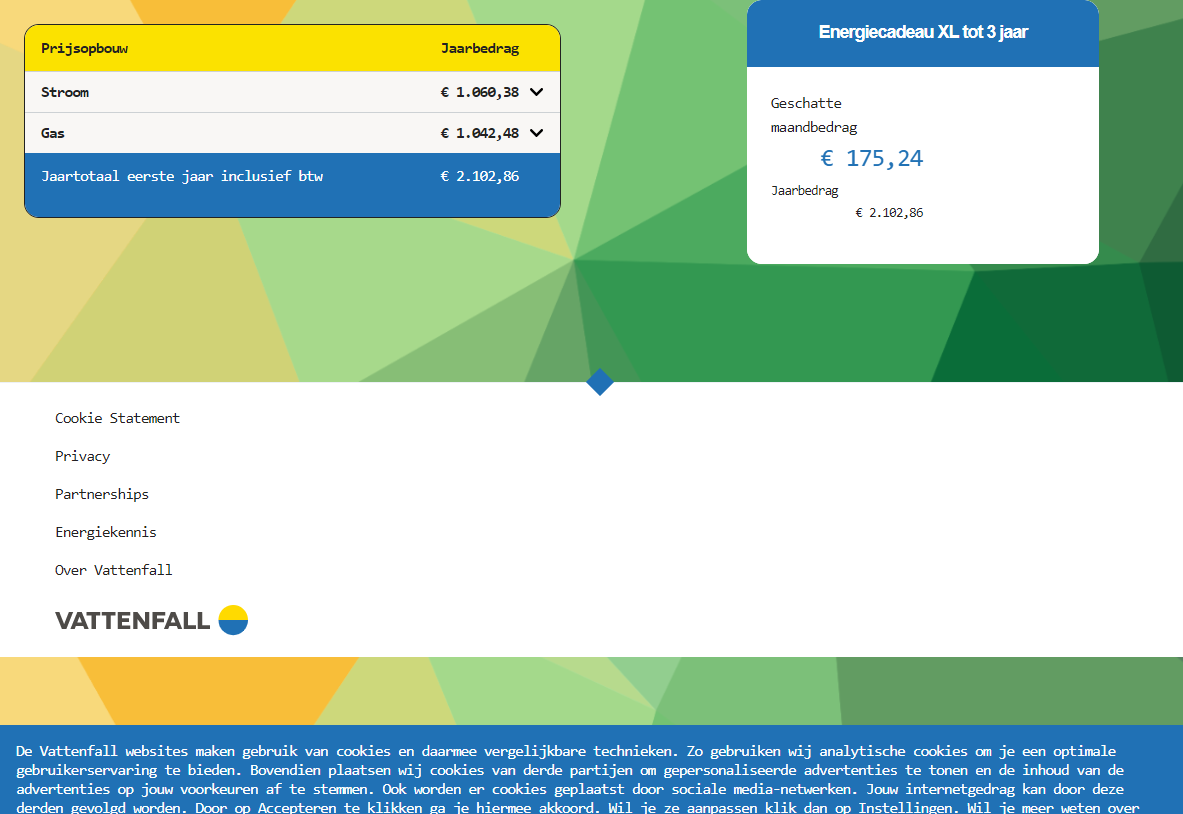 Prijsopbouw Jaarbedrag
Stroom € 1.060,38
Gas € 1.042,48
Jaartotaal eerste jaar inclusief btw € 2.102,86
Energiecadeau XL tot 3 jaar
Geschatte
maandbedrag
€ 175,24
Jaarbedrag
€ 2.102,86
Cookie Statement
Privacy
Partnerships
Energiekennis
Over Vattenfall
VATTENFALL
De Vattenfall websites maken gebruik van cookies en daarmee vergelijkbare technieken. Zo gebruiken wij analytische cookies om je een optimale
gebruikerservaring te bieden. Bovendien plaatsen wij cookies van derde partijen om gepersonaliseerde advertenties te tonen en de inhoud van de
advertenties op jouw voorkeuren af te stemmen. Ook worden er cookies geplaatst door sociale media-netwerken. Jouw internetgedrag kan door deze
derden gevolgd worden. Door op Accepteren te klikken ga je hiermee akkoord. Wil je ze aanpassen klik dan op Instellingen. Wil je meer weten over